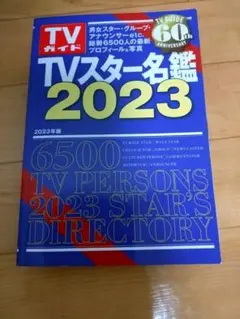 TV
ガイド
男女スター・グループ・
アナウンサーetc.
総勢6500人の最新
プロフィール&写真
TV GUIDE
60th
ANNIVERSARY
TVスター名鑑
2023
2023年版
6500
TV PERSONS
2023 STAR'S
DIRECTORY